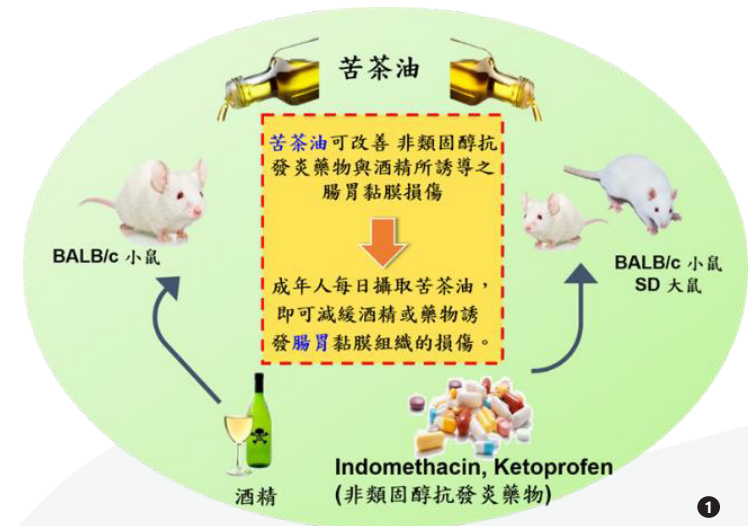 苦茶油
苦茶油可改善 非類固醇抗
發炎藥物與酒精所誘導之
腸胃黏膜損傷
BALB/c 小鼠
BALB/c 小鼠
SD 大鼠
成年人每日攝取苦茶油，
即可減緩酒精或藥物誘
發腸胃黏膜組織的損傷。
酒精
Indomethacin, Ketoprofen
(非類固醇抗發炎藥物)
1